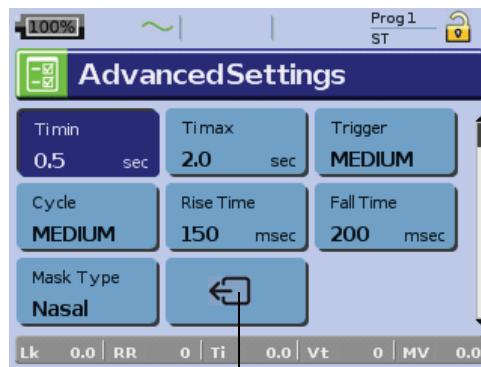 100%
Prog 1
ST
Advanced Settings
Timin
Timax
Trigger
0.5 sec
2.0 sec
MEDIUM
Cycle
Rise Time
Fall Time
MEDIUM
150 msec
200 msec
Mask Type
Nasal
Lk 0.0 RR 0 Ti 0.0 Vt 0 MV 0.0